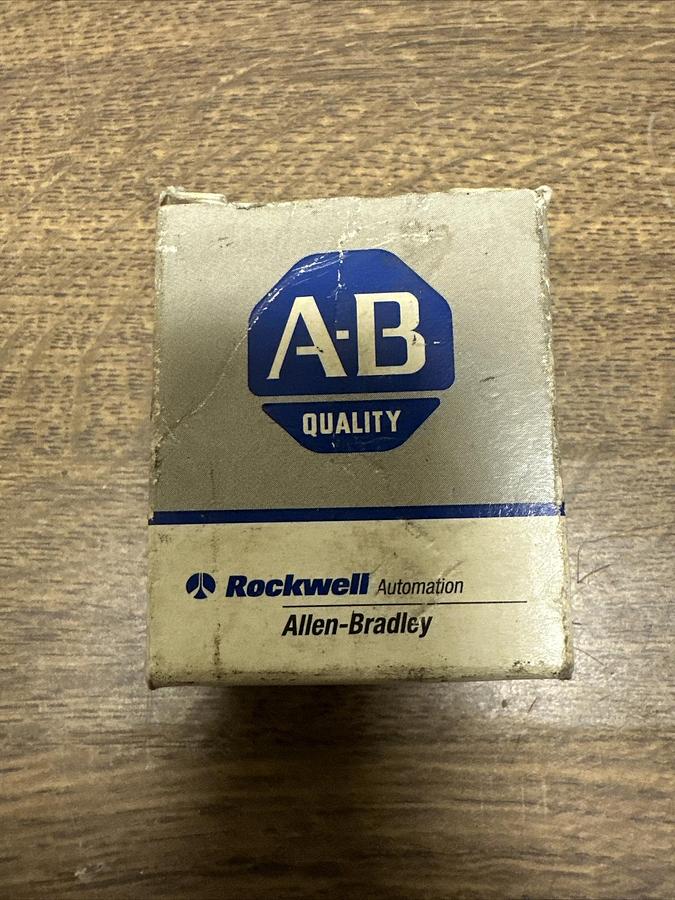 A-B
QUALITY
Rockwell Automation
Allen-Bradley